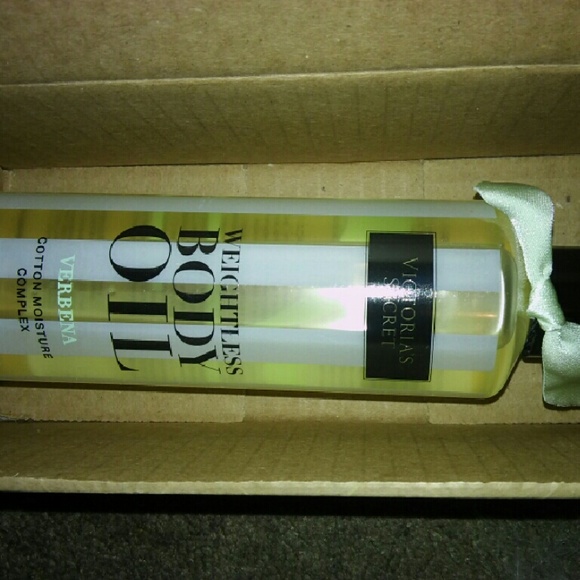 VICTORIA'S
SECRET
WEIGHTLESS
BODY
OIL
VERBENA
COTTON MOISTURE
COMPLEX